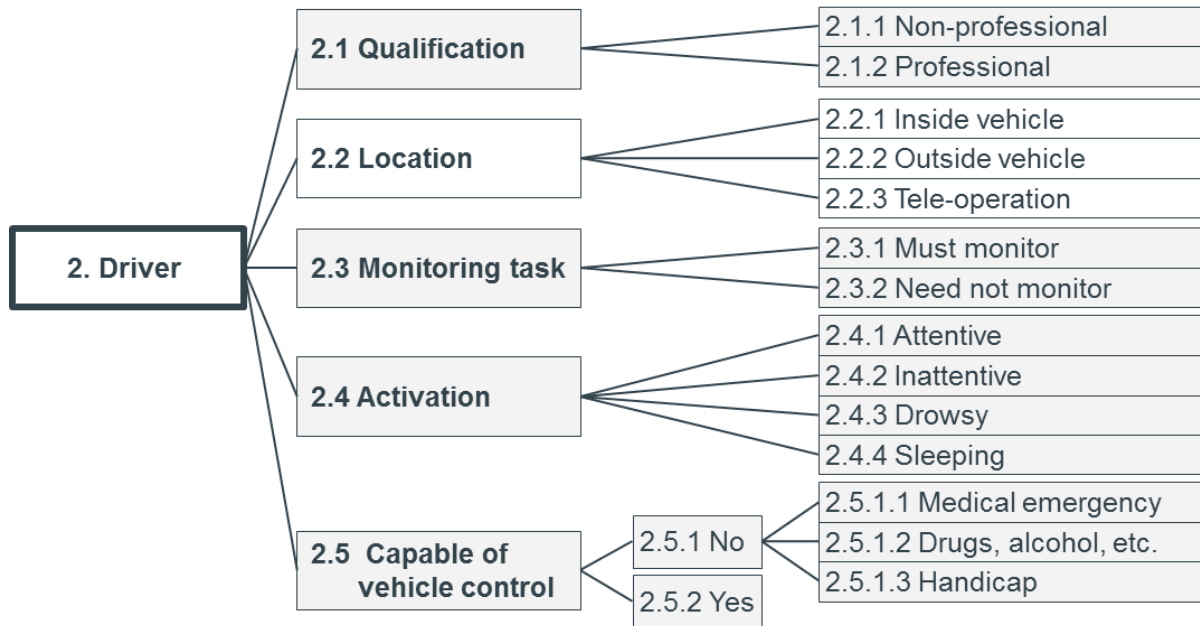 2. Driver
2.1 Qualification
2.1.1 Non-professional
2.1.2 Professional
2.2 Location
2.2.1 Inside vehicle
2.2.2 Outside vehicle
2.2.3 Tele-operation
2.3 Monitoring task
2.3.1 Must monitor
2.3.2 Need not monitor
2.4 Activation
2.4.1 Attentive
2.4.2 Inattentive
2.4.3 Drowsy
2.4.4 Sleeping
2.5 Capable of
vehicle control
2.5.1 No
2.5.1.1 Medical emergency
2.5.1.2 Drugs, alcohol, etc.
2.5.1.3 Handicap
2.5.2 Yes